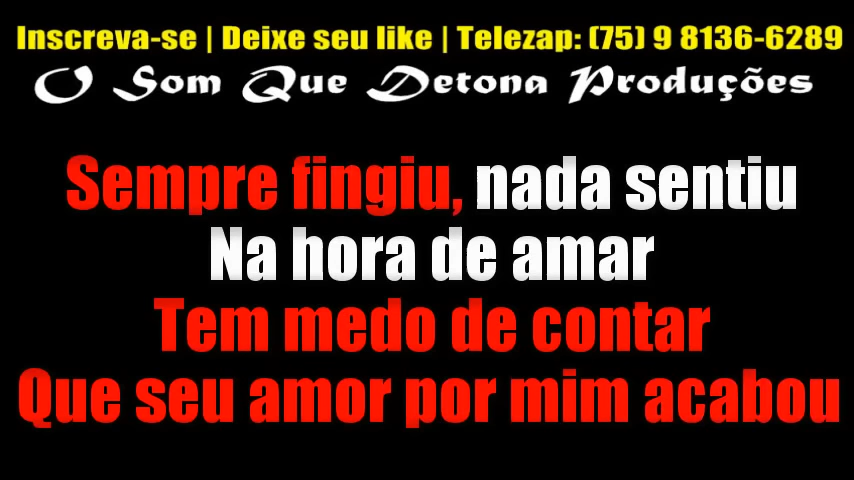 Inscreva-se | Deixe seu like | Telezap: (75) 9 8136-6289
O Som Que Detona Produções
Sempre fingiu, nada sentiu
Na hora de amar
Tem medo de contar
Que seu amor por mim acabou